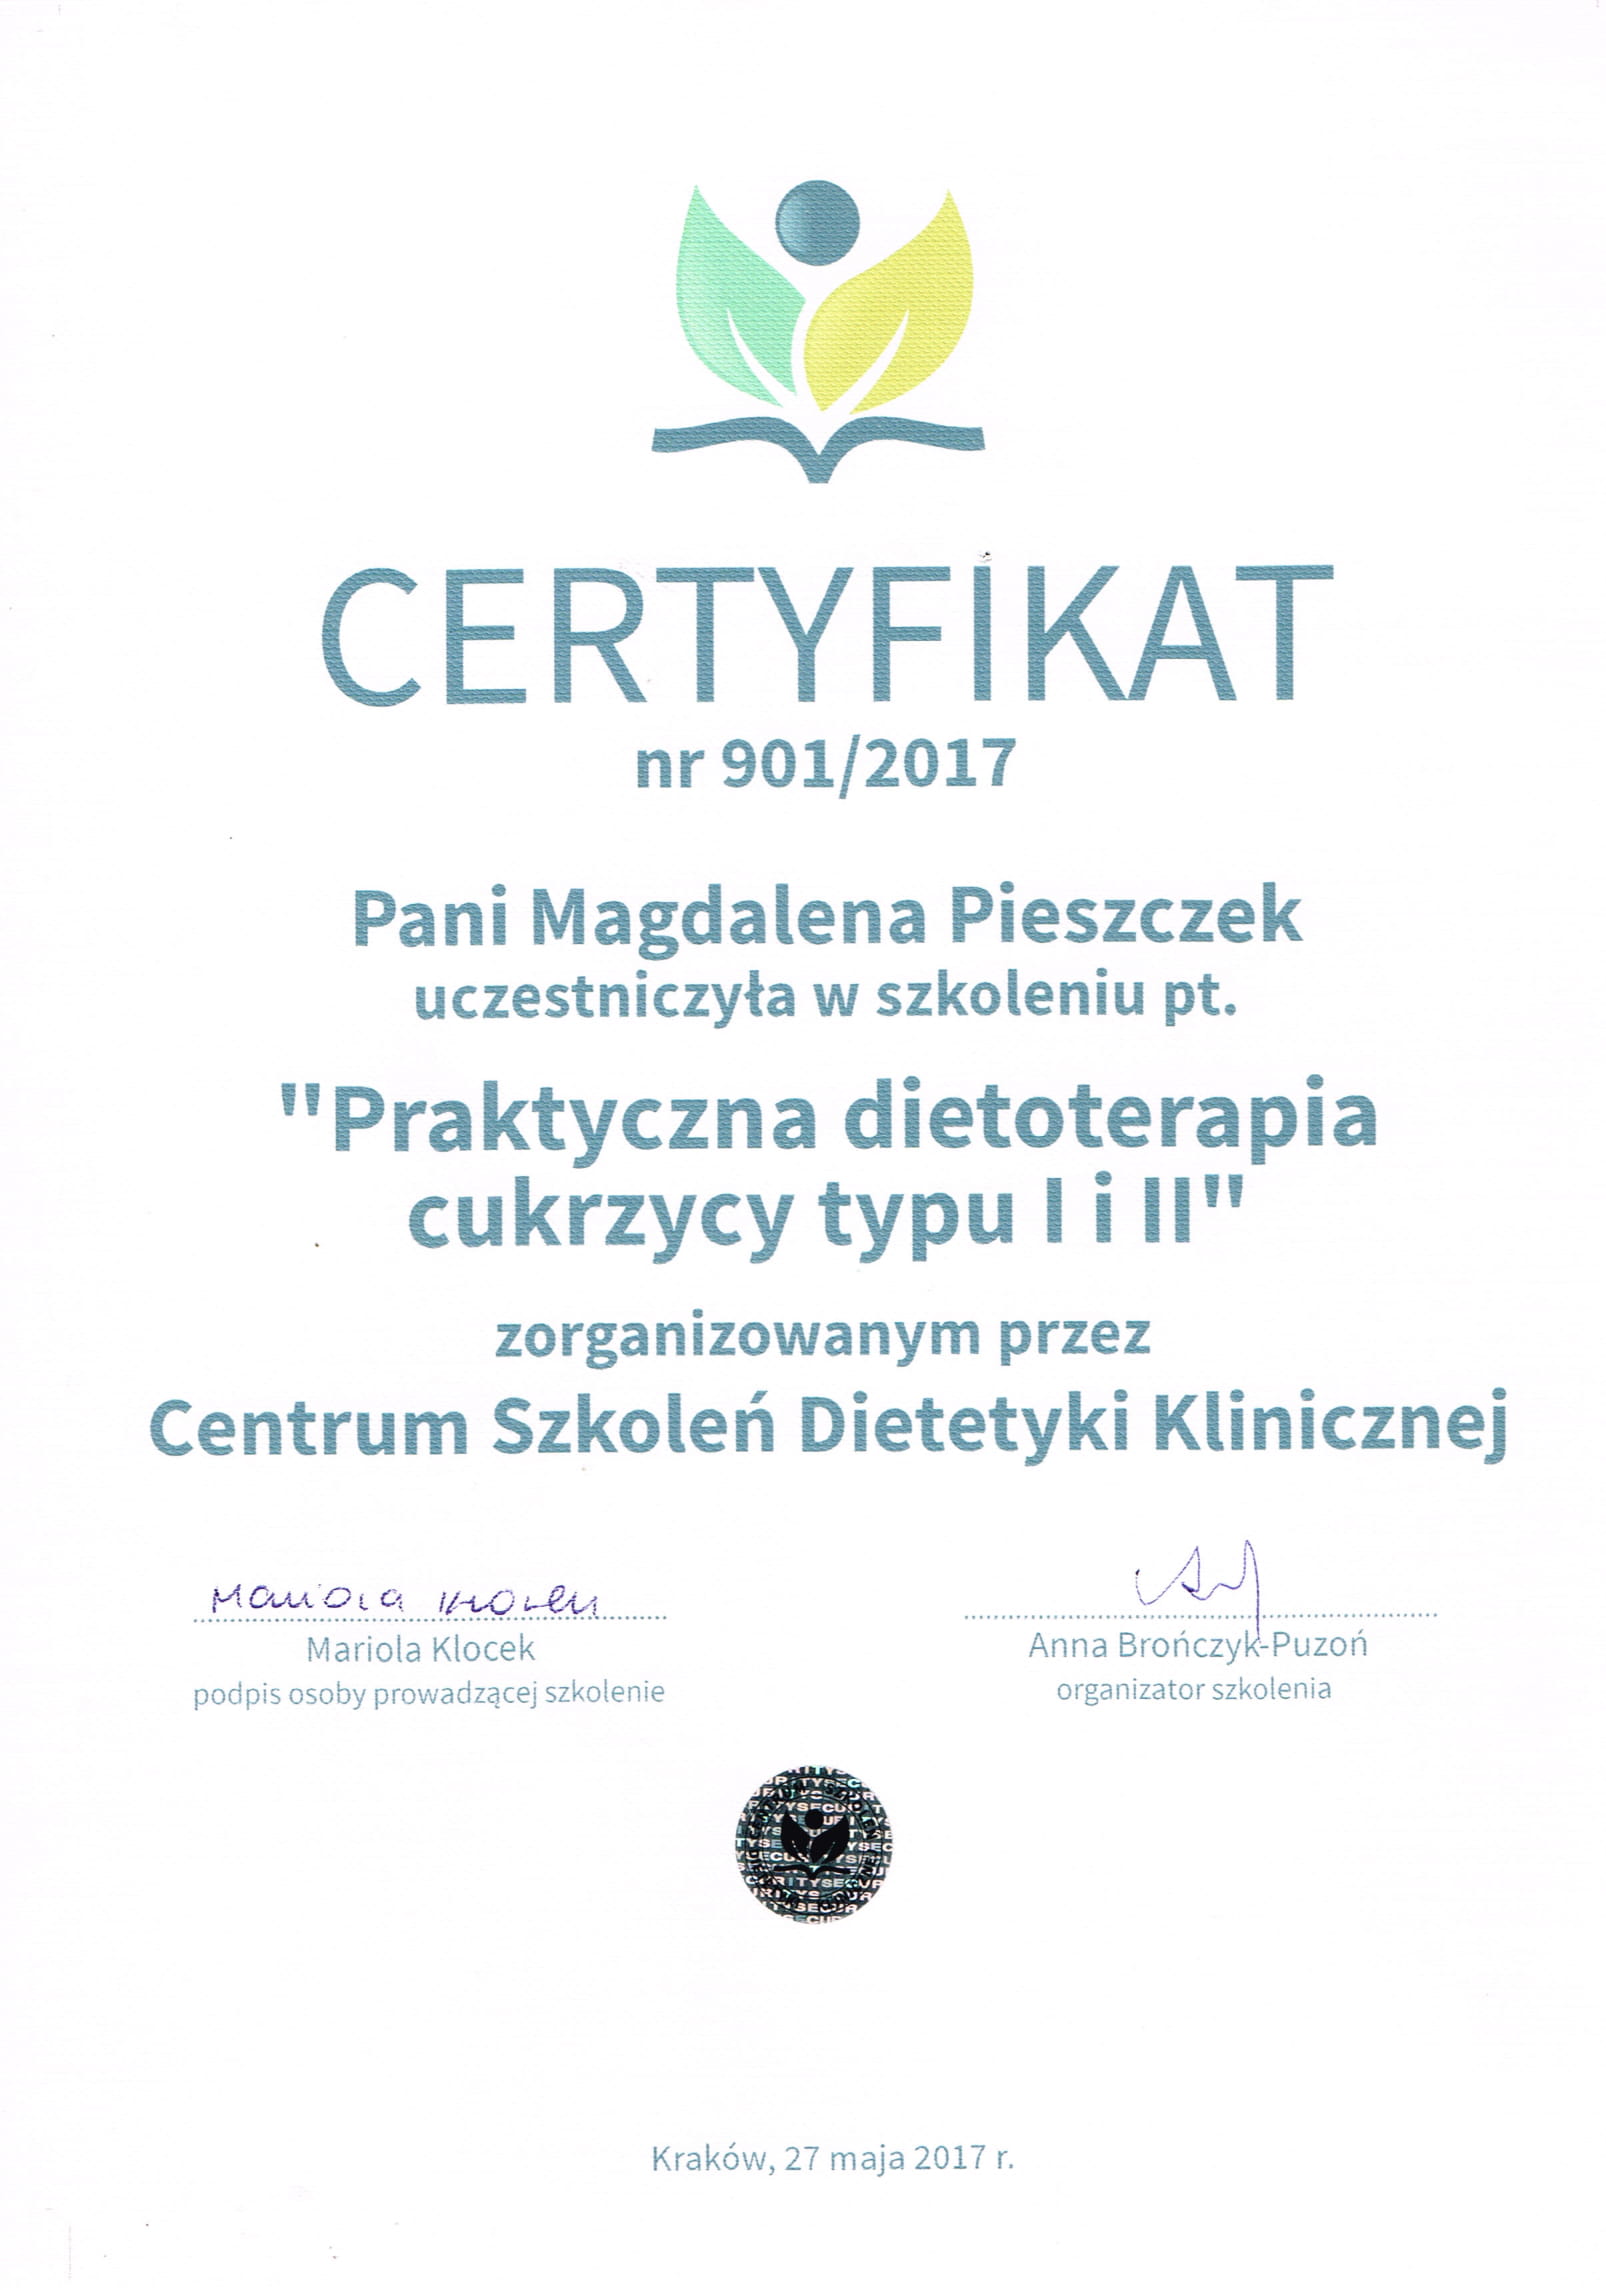 CERTYFIKAT
nr 901/2017
Pani Magdalena Pieszczek
uczestniczyła w szkoleniu pt.
"Praktyczna dietoterapia
cukrzycy typu I i II"
zorganizowanym przez
Centrum Szkoleń Dietetyki Klinicznej
Mariola Klocek
Mariola Klocek
podpis osoby prowadzącej szkolenie
Anna Brończyk-Puzoń
organizator szkolenia
Kraków, 27 maja 2017 r.